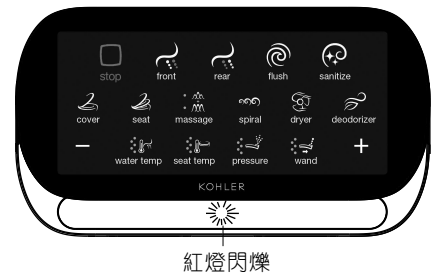 stop front rear flush sanitize
cover seat massage spiral dryer deodorizer
− water temp seat temp pressure wand +
KOHLER
紅燈閃爍